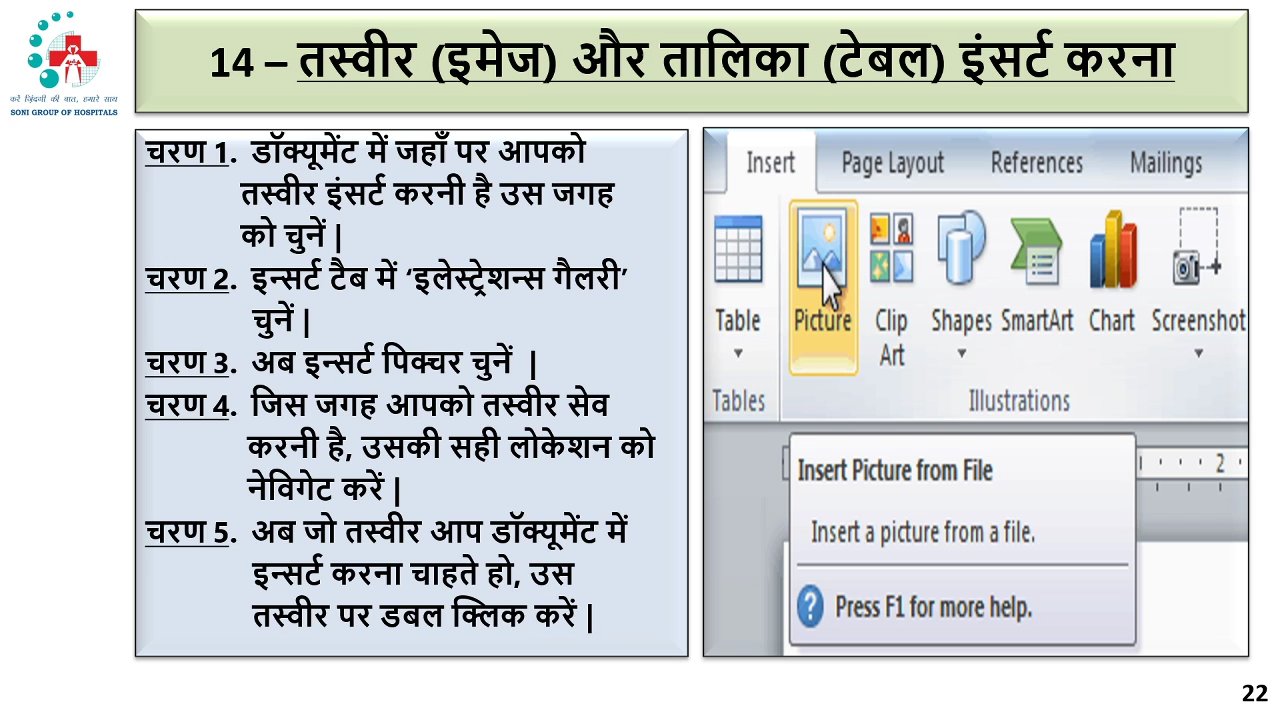 करें ज़िंदगी की बात, हमारे साथ
SONI GROUP OF HOSPITALS
14 – तस्वीर (इमेज) और तालिका (टेबल) इंसर्ट करना
चरण 1. डॉक्यूमेंट में जहाँ पर आपको
तस्वीर इंसर्ट करनी है उस जगह
को चुनें |
चरण 2. इन्सर्ट टैब में ‘इलेस्ट्रेशन्स गैलरी’
चुनें |
चरण 3. अब इन्सर्ट पिक्चर चुनें |
चरण 4. जिस जगह आपको तस्वीर सेव
करनी है, उसकी सही लोकेशन को
नेविगेट करें |
चरण 5. अब जो तस्वीर आप डॉक्यूमेंट में
इन्सर्ट करना चाहते हो, उस
तस्वीर पर डबल क्लिक करें |
Insert Page Layout References Mailings
Table Picture Clip Art Shapes SmartArt Chart Screenshot
Tables Illustrations
Insert Picture from File
2
Insert a picture from a file.
Press F1 for more help.
22